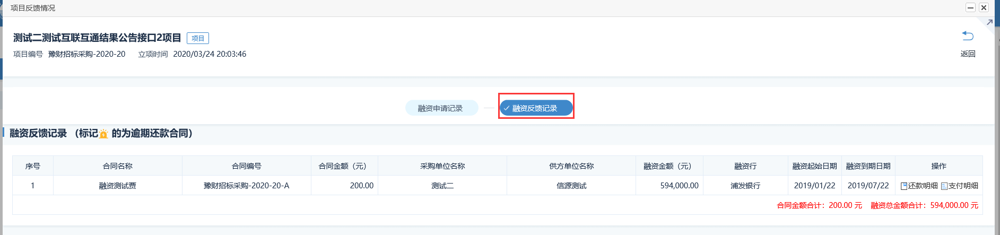 项目反馈情况
测试二测试互联互通结果公告接口2项目 项目
项目编号 豫财招标采购-2020-20 立项时间 2020/03/24 20:03:46
返回
融资申请记录 融资反馈记录
融资反馈记录 （标记 的为逾期还款合同）
序号 合同名称 合同编号 合同金额（元） 采购单位名称 供方单位名称 融资金额（元） 融资行 融资起始日期 融资到期日期 操作
1 融资测试贾 豫财招标采购-2020-20-A 200.00 测试二 信源测试 594,000.00 浦发银行 2019/01/22 2019/07/22 还款明细 支付明细
合同金额合计：200.00 元 融资总金额合计：594,000.00 元